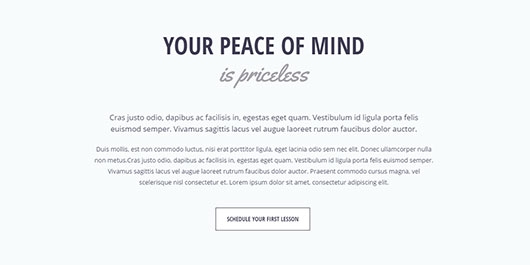 YOUR PEACE OF MIND
is priceless
Cras justo odio, dapibus ac facilisis in, egestas eget quam. Vestibulum id ligula porta felis
euismod semper. Vivamus sagittis lacus vel augue laoreet rutrum faucibus dolor auctor.
Duis mollis, est non commodo luctus, nisi erat porttitor ligula, eget lacinia odio sem nec elit. Donec ullamcorper nulla
non metus.Cras justo odio, dapibus ac facilisis in, egestas eget quam. Vestibulum id ligula porta felis euismod semper.
Vivamus sagittis lacus vel augue laoreet rutrum faucibus dolor auctor. Praesent commodo cursus magna, vel
scelerisque nisl consectetur et. Lorem ipsum dolor sit amet, consectetur adipiscing elit.
SCHEDULE YOUR FIRST LESSON